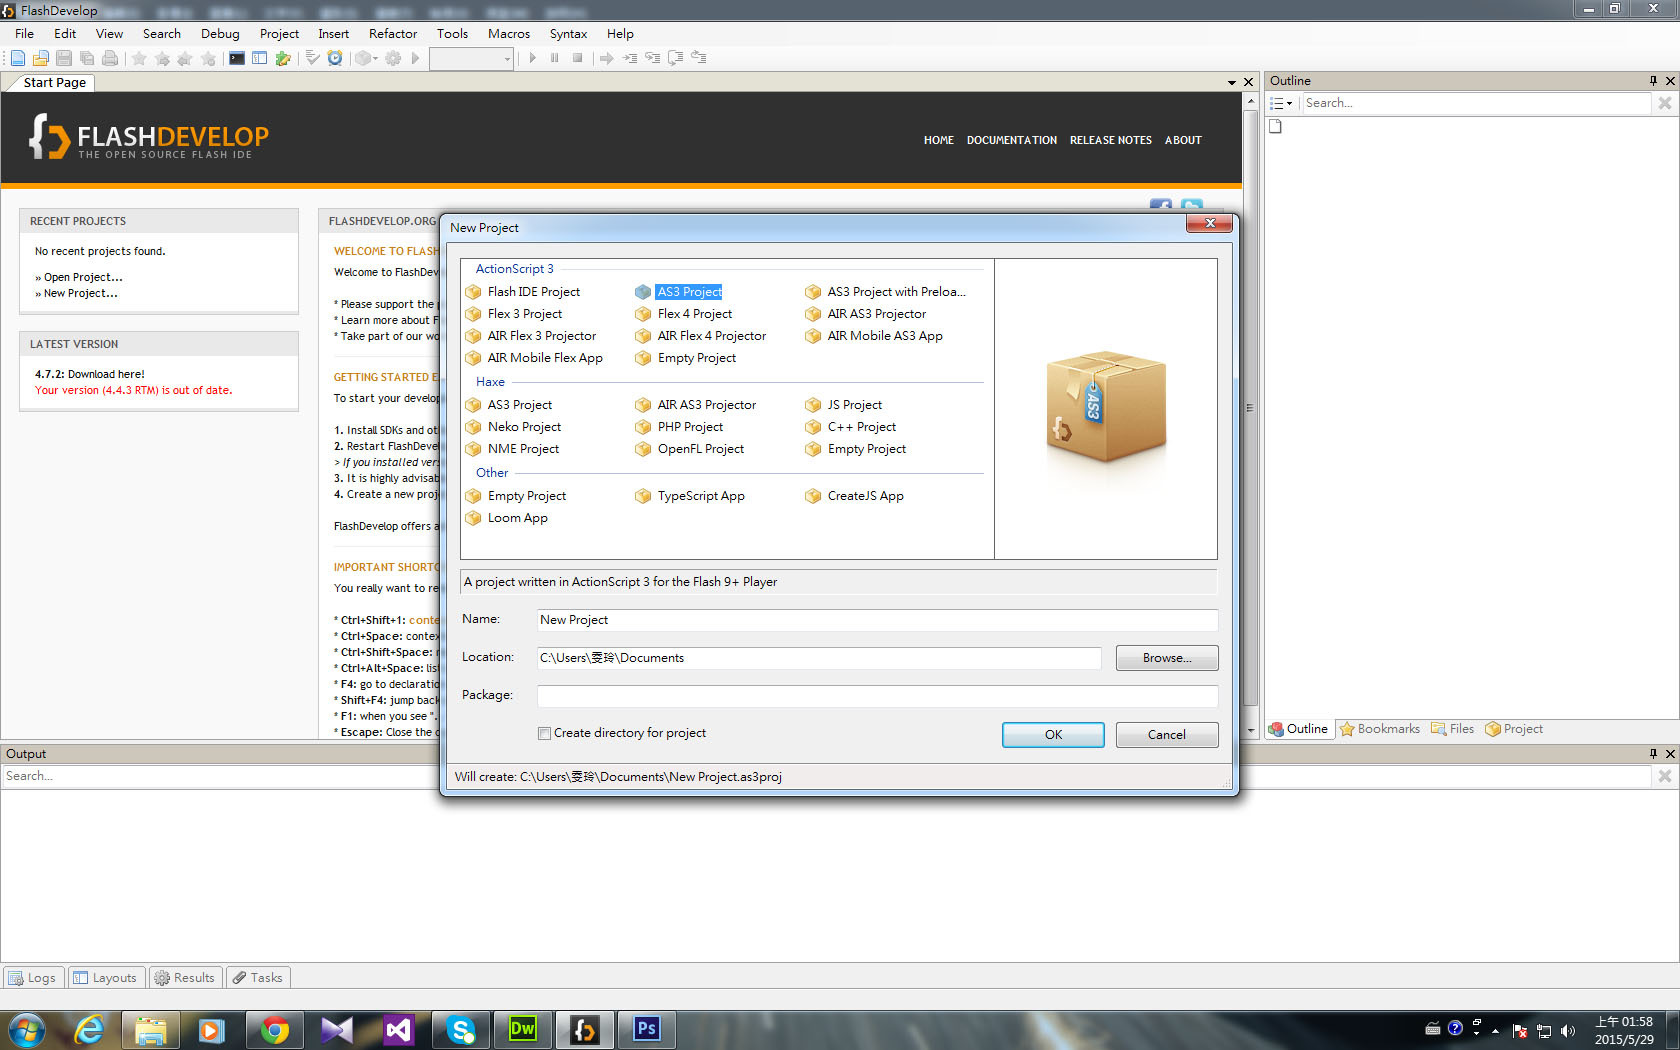 FlashDevelop
File Edit View Search Debug Project Insert Refactor Tools Macros Syntax Help
Start Page
FLASHDEVELOP
THE OPEN SOURCE FLASH IDE
HOME DOCUMENTATION RELEASE NOTES ABOUT
RECENT PROJECTS
No recent projects found.
» Open Project...
» New Project...
LATEST VERSION
4.7.2: Download here!
Your version (4.4.3 RTM) is out of date.
FLASHDEVELOP.ORG
WELCOME TO FLASH
Welcome to FlashDev
* Please support the
* Learn more about F
* Take part of our wo
GETTING STARTED
To start your develop
1. Install SDKs and ot
2. Restart FlashDevel
> If you installed vers
3. It is highly advisab
4. Create a new proj
FlashDevelop offers a
IMPORTANT SHORTC
You really want to re
* Ctrl+Shift+1: conte
* Ctrl+Space: contex
* Ctrl+Shift+Space:
* Ctrl+Alt+Space: list
* F4: go to declaratio
* Shift+F4: jump back
* F1: when you see ".
* Escape: Close the
New Project
ActionScript 3
Flash IDE Project AS3 Project AS3 Project with Preloa...
Flex 3 Project Flex 4 Project AIR AS3 Projector
AIR Flex 3 Projector AIR Flex 4 Projector AIR Mobile AS3 App
AIR Mobile Flex App Empty Project
Haxe
AS3 Project AIR AS3 Projector JS Project
Neko Project PHP Project C++ Project
NME Project OpenFL Project Empty Project
Other
Empty Project TypeScript App CreateJS App
Loom App
AS3
A project written in ActionScript 3 for the Flash 9+ Player
Name: New Project
Location: C:\Users\雯玲\Documents Browse...
Package:
Create directory for project OK Cancel
Will create: C:\Users\雯玲\Documents\New Project.as3proj
Outline
Search...
Outline Bookmarks Files Project
Output
Search...
Logs Layouts Results Tasks
Dw Ps
上午 01:58
2015/5/29